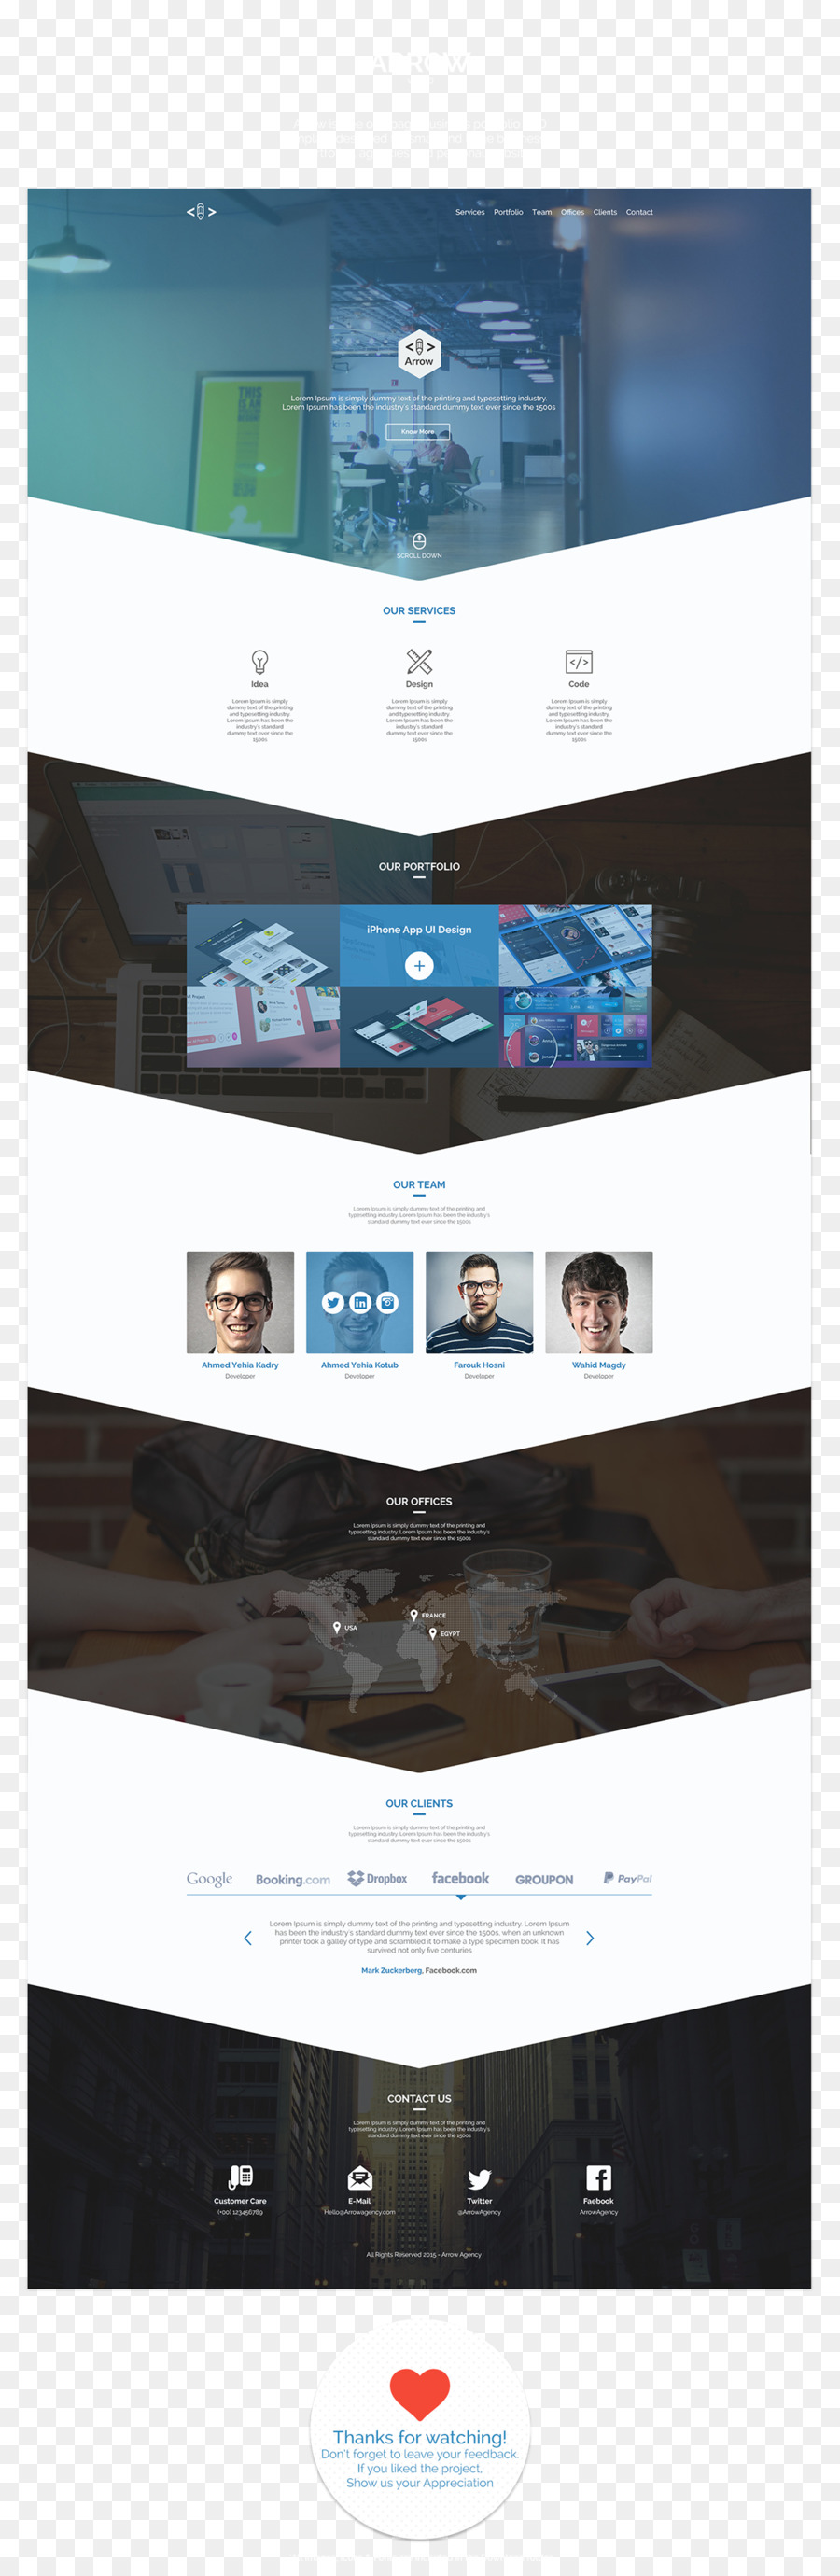 ARROW
Services Portfolio Team Offices Clients Contact
Arrow
Lorem Ipsum is simply dummy text of the printing and typesetting industry.
Lorem Ipsum has been the industry's standard dummy text ever since the 1500s
Know More
SCROLL DOWN
OUR SERVICES
Idea
Lorem Ipsum is simply
dummy text of the printing
and typesetting industry.
Lorem Ipsum has been the
industry's standard
dummy text ever since the
1500s
Design
Lorem Ipsum is simply
dummy text of the printing
and typesetting industry.
Lorem Ipsum has been the
industry's standard
dummy text ever since the
1500s
Code
Lorem Ipsum is simply
dummy text of the printing
and typesetting industry.
Lorem Ipsum has been the
industry's standard
dummy text ever since the
1500s
OUR PORTFOLIO
iPhone App UI Design
OUR TEAM
Lorem Ipsum is simply dummy text of the printing and
typesetting industry. Lorem Ipsum has been the industry's
standard dummy text ever since the 1500s
Ahmed Yehia Kadry
Developer
Ahmed Yehia Kotub
Developer
Farouk Hosni
Developer
Wahid Magdy
Developer
OUR OFFICES
Lorem Ipsum is simply dummy text of the printing and
typesetting industry. Lorem Ipsum has been the industry's
standard dummy text ever since the 1500s
FRANCE
USA
EGYPT
OUR CLIENTS
Lorem Ipsum is simply dummy text of the printing and
typesetting industry. Lorem Ipsum has been the industry's
standard dummy text ever since the 1500s
Google Booking.com Dropbox facebook GROUPON PayPal
Lorem Ipsum is simply dummy text of the printing and typesetting industry. Lorem Ipsum
has been the industry's standard dummy text ever since the 1500s, when an unknown
printer took a galley of type and scrambled it to make a type specimen book. It has
survived not only five centuries
Mark Zuckerberg, Facebook.com
CONTACT US
Lorem Ipsum is simply dummy text of the printing and
typesetting industry. Lorem Ipsum has been the industry's
standard dummy text ever since the 1500s
Customer Care
(+00) 123456789
E-Mail
Hello@Arrowagency.com
Twitter
@ArrowAgency
Faebook
ArrowAgency
All Rights Reserved 2015 - Arrow Agency
Thanks for watching!
Don't forget to leave your feedback.
If you liked the project,
Show us your Appreciation